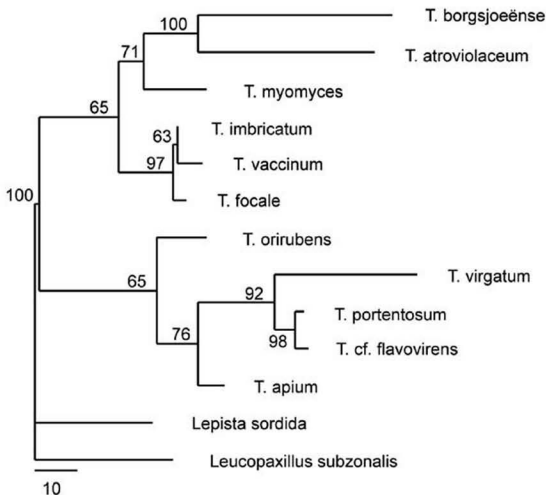 T. borgsjoeënse
100
T. atroviolaceum
71
T. myomyces
65
T. imbricatum
63
T. vaccinum
97
T. focale
100
T. orirubens
65
T. virgatum
92
T. portentosum
76
98
T. cf. flavovirens
T. apium
Lepista sordida
Leucopaxillus subzonalis
10